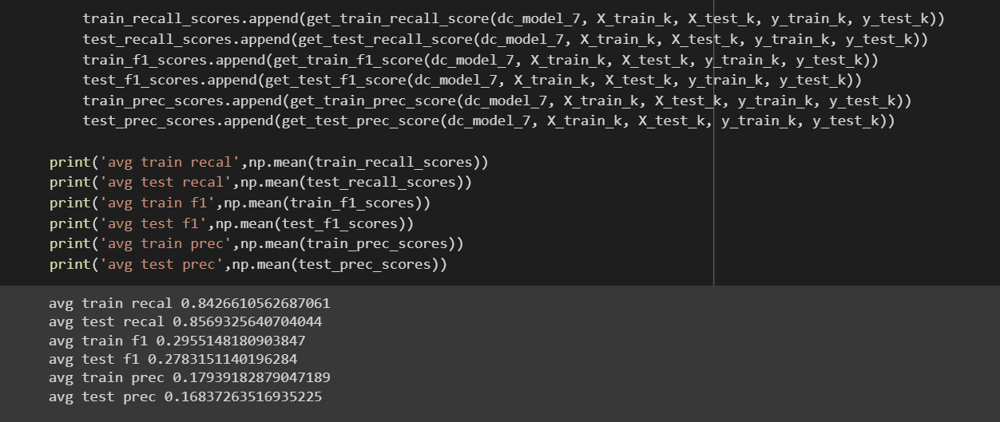 train_recall_scores.append(get_train_recall_score(dc_model_7, X_train_k, X_test_k, y_train_k, y_test_k))
test_recall_scores.append(get_test_recall_score(dc_model_7, X_train_k, X_test_k, y_train_k, y_test_k))
train_f1_scores.append(get_train_f1_score(dc_model_7, X_train_k, X_test_k, y_train_k, y_test_k))
test_f1_scores.append(get_test_f1_score(dc_model_7, X_train_k, X_test_k, y_train_k, y_test_k))
train_prec_scores.append(get_train_prec_score(dc_model_7, X_train_k, X_test_k, y_train_k, y_test_k))
test_prec_scores.append(get_test_prec_score(dc_model_7, X_train_k, X_test_k, y_train_k, y_test_k))
print('avg train recal',np.mean(train_recall_scores))
print('avg test recal',np.mean(test_recall_scores))
print('avg train f1',np.mean(train_f1_scores))
print('avg test f1',np.mean(test_f1_scores))
print('avg train prec',np.mean(train_prec_scores))
print('avg test prec',np.mean(test_prec_scores))
avg train recal 0.8426610562687061
avg test recal 0.8569325640704044
avg train f1 0.2955148180903847
avg test f1 0.2783151140196284
avg train prec 0.17939182879047189
avg test prec 0.16837263516935225